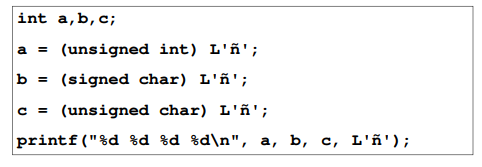 int a,b,c;
a = (unsigned int) L'ñ';
b = (signed char) L'ñ';
c = (unsigned char) L'ñ';
printf("%d %d %d %d\n", a, b, c, L'ñ');